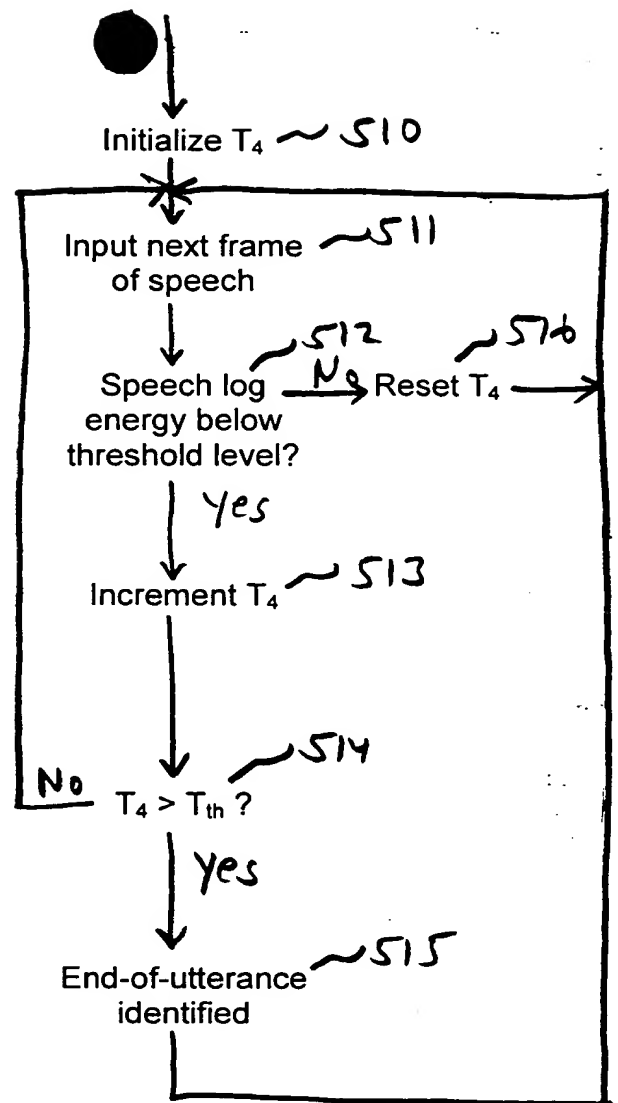 Initialize T₄ 510
Input next frame 511
of speech
512
516
Speech log
energy below
threshold level?
No
Reset T₄
Yes
Increment T₄ 513
514
No
T₄ > Tth ?
Yes
515
End-of-utterance
identified